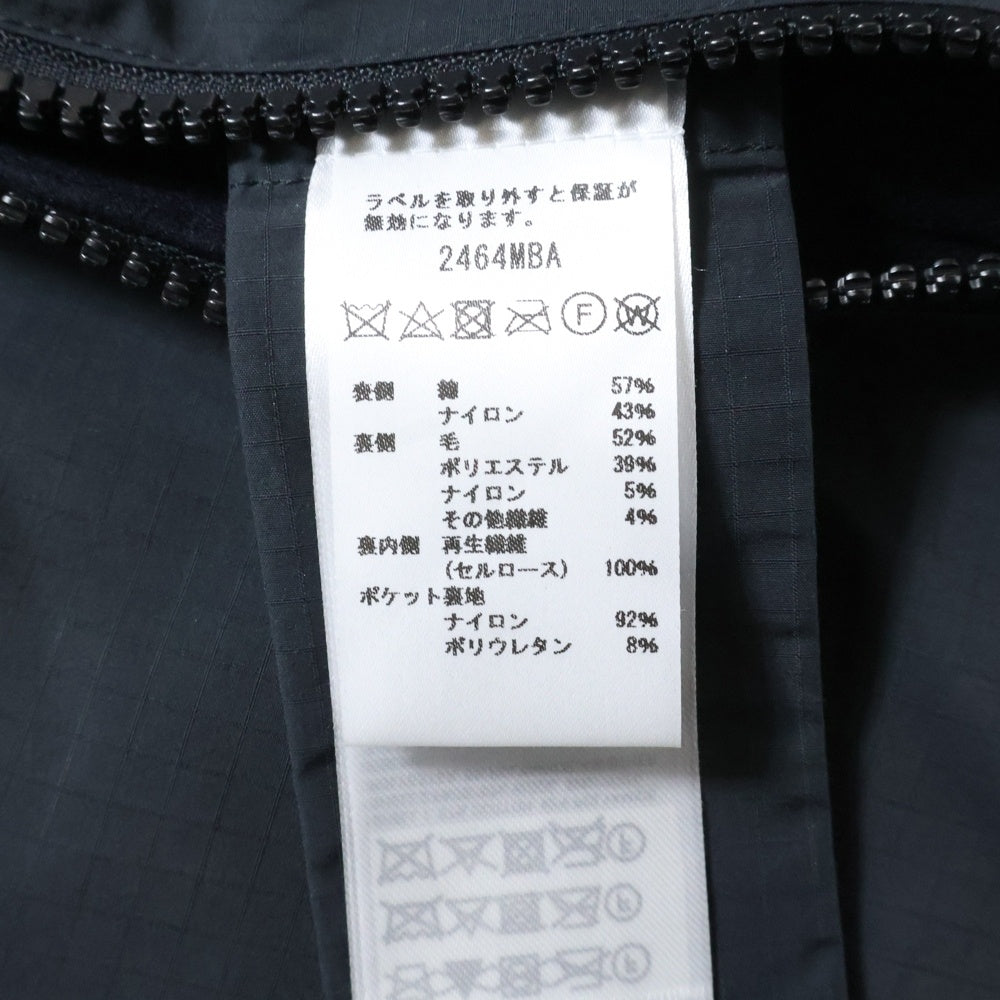 ラベルを取り外すと保証が
無効になります。
2464MBA
F W
表側 綿 57%
ナイロン 43%
裏側 毛 52%
ポリエステル 39%
ナイロン 5%
その他繊維 4%
裏内側 再生繊維
(セルロース) 100%
ポケット裏地
ナイロン 92%
ポリウレタン 8%